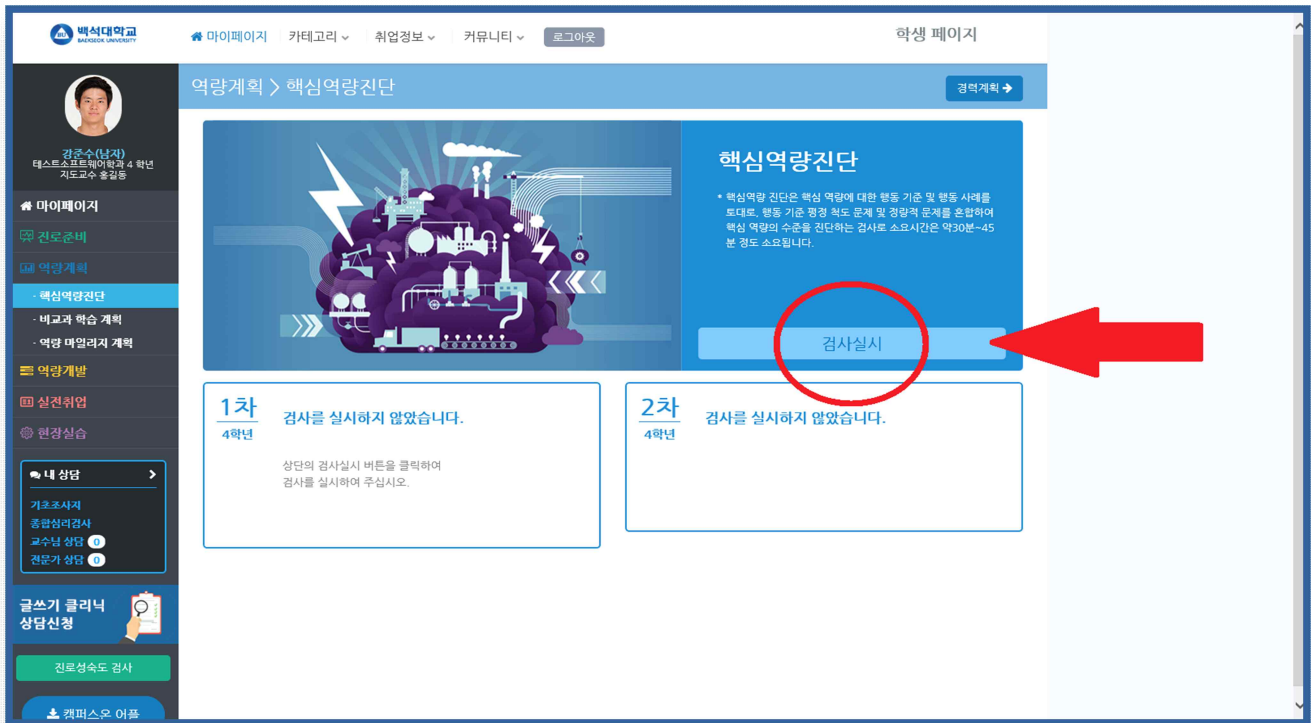 백석대학교
BAEKSEOK UNIVERSITY
마이페이지
카테고리
취업정보
커뮤니티
로그아웃
학생 페이지
강준수(남자)
테스트소프트웨어학과 4 학년
지도교수 홍길동
역량계획 > 핵심역량진단
경력계획
마이페이지
진로준비
역량계획
· 핵심역량진단
· 비교과 학습 계획
· 역량 마일리지 계획
역량개발
실전취업
현장실습
내 상담
기초조사지
종합심리검사
교수님 상담 0
전문가 상담 0
글쓰기 클리닉
상담신청
진로성숙도 검사
캠퍼스온 어플
핵심역량진단
* 핵심역량 진단은 핵심 역량에 대한 행동 기준 및 행동 사례를
토대로, 행동 기준 평정 척도 문제 및 정량적 문제를 혼합하여
핵심 역량의 수준을 진단하는 검사로 소요시간은 약30분~45
분 정도 소요됩니다.
검사실시
1차
4학년
검사를 실시하지 않았습니다.
상단의 검사실시 버튼을 클릭하여
검사를 실시하여 주십시오.
2차
4학년
검사를 실시하지 않았습니다.